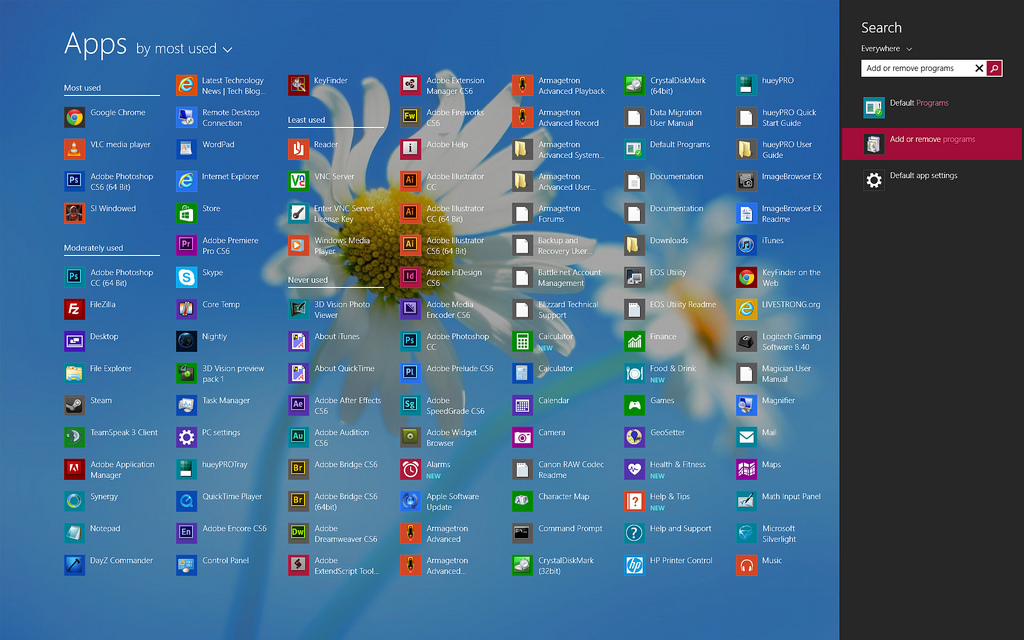 Apps by most used
Most used
Google Chrome
VLC media player
Adobe Photoshop
CS6 (64 Bit)
SI Windowed
Moderately used
Adobe Photoshop
CC (64 Bit)
FileZilla
Desktop
File Explorer
Steam
TeamSpeak 3 Client
Adobe Application
Manager
Synergy
Notepad
DayZ Commander
Latest Technology
News | Tech Blog...
Remote Desktop
Connection
WordPad
Internet Explorer
Store
Adobe Premiere
Pro CS6
Skype
Core Temp
Nightly
3D Vision preview
pack 1
Task Manager
PC settings
hueyPROTray
QuickTime Player
Adobe Encore CS6
Control Panel
KeyFinder
Least used
Reader
VNC Server
Enter VNC Server
License Key
Windows Media
Player
Never used
3D Vision Photo
Viewer
About iTunes
About QuickTime
Adobe After Effects
CS6
Adobe Audition
CS6
Adobe Bridge CS6
Adobe Bridge CS6
(64bit)
Adobe
Dreamweaver CS6
Adobe
ExtendScript Tool...
Adobe Extension
Manager CS6
Adobe Fireworks
CS6
Adobe Help
Adobe Illustrator
CC
Adobe Illustrator
CC (64 Bit)
Adobe Illustrator
CS6 (64 Bit)
Adobe InDesign
CS6
Adobe Media
Encoder CS6
Adobe Photoshop
CC
Adobe Prelude CS6
Adobe
SpeedGrade CS6
Adobe Widget
Browser
Alarms
NEW
Apple Software
Update
Armagetron
Advanced
Armagetron
Advanced...
Armagetron
Advanced Playback
Armagetron
Advanced Record
Armagetron
Advanced System...
Armagetron
Advanced User...
Armagetron
Forums
Backup and
Recovery User...
Battle.net Account
Management
Blizzard Technical
Support
Calculator
NEW
Calculator
Calendar
Camera
Canon RAW Codec
Readme
Character Map
Command Prompt
CrystalDiskMark
(32bit)
CrystalDiskMark
(64bit)
Data Migration
User Manual
Default Programs
Documentation
Documentation
Downloads
EOS Utility
EOS Utility Readme
Finance
Food & Drink
NEW
Games
GeoSetter
Health & Fitness
NEW
Help & Tips
NEW
Help and Support
HP Printer Control
hueyPRO
hueyPRO Quick
Start Guide
hueyPRO User
Guide
ImageBrowser EX
ImageBrowser EX
Readme
iTunes
KeyFinder on the
Web
LIVESTRONG.org
Logitech Gaming
Software 8.40
Magician User
Manual
Magnifier
Mail
Maps
Math Input Panel
Microsoft
Silverlight
Music
Search
Everywhere
Add or remove programs
Default Programs
Add or remove programs
Default app settings